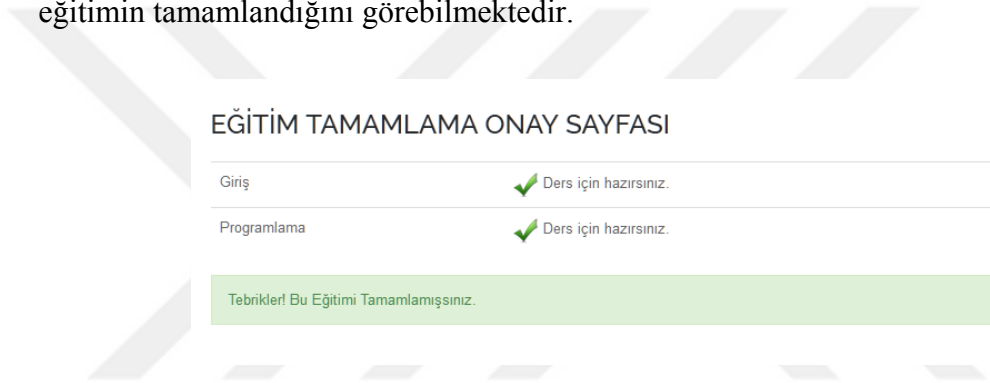 eğitimin tamamlandığını görebilmektedir.
EĞİTİM TAMAMLAMA ONAY SAYFASI
Giriş Ders için hazırsınız.
Programlama Ders için hazırsınız.
Tebrikler! Bu Eğitimi Tamamlamışsınız.